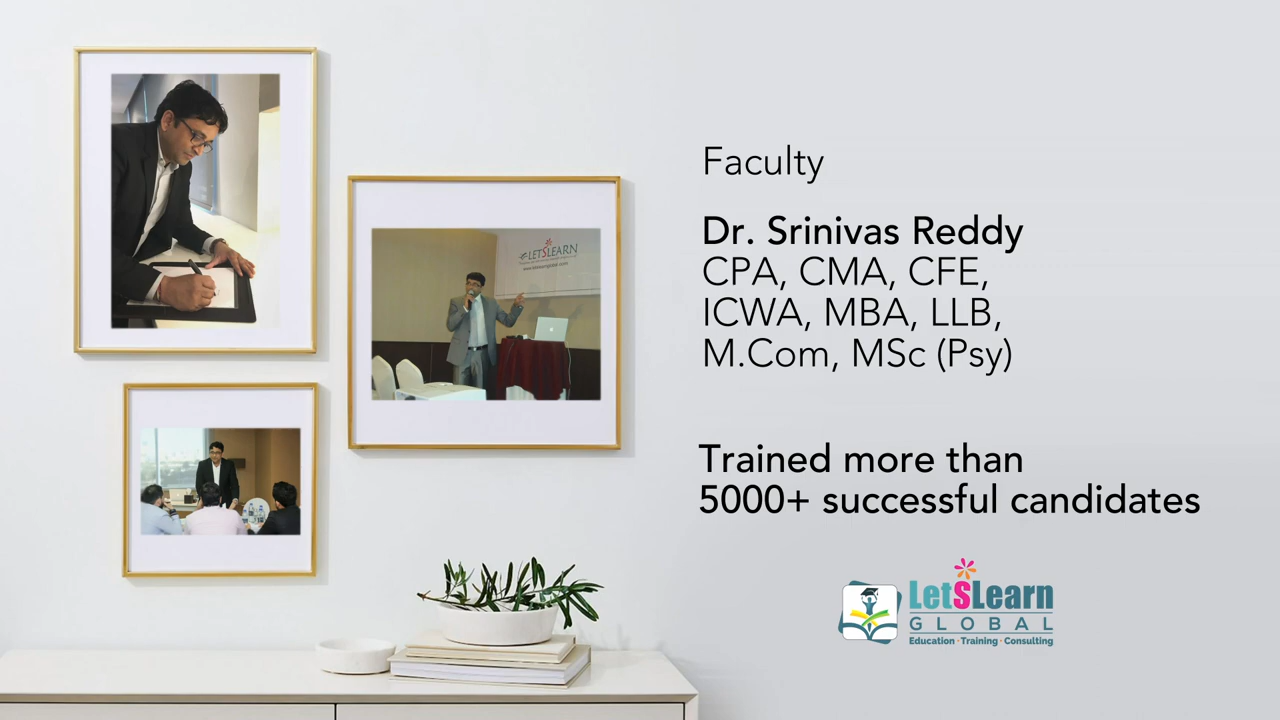 Faculty
Dr. Srinivas Reddy
CPA, CMA, CFE,
ICWA, MBA, LLB,
M.Com, MSc (Psy)
Trained more than
5000+ successful candidates
LETSLEARN
www.letslearnglobal.com
LetSLearn
GLOBAL
Education · Training · Consulting